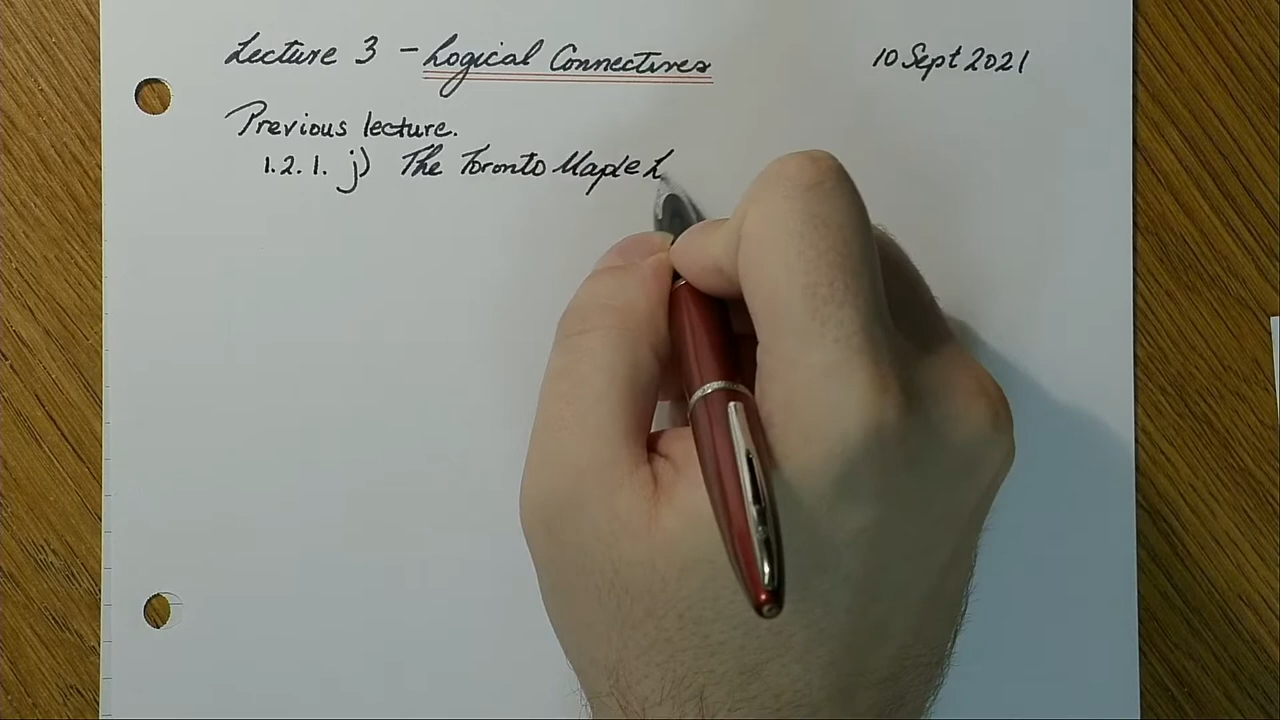 Lecture 3 - Logical Connectives 10 Sept 2021
Previous lecture.
1.2.1. j) The Toronto Maple L